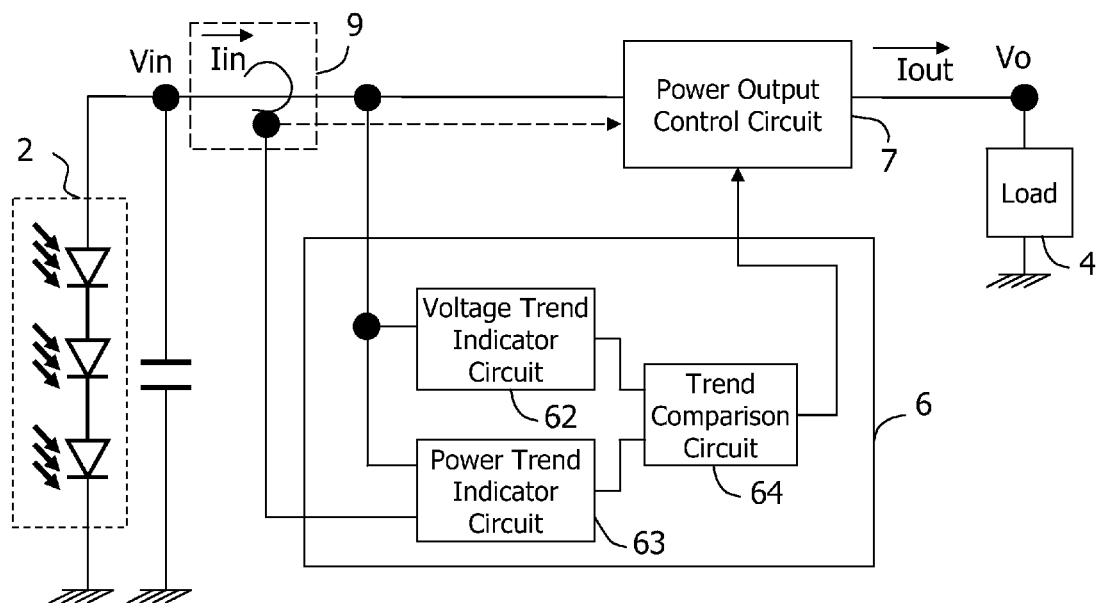 9
Vin
Iin
Power Output
Control Circuit
Iout
Vo
7
2
Load
4
Voltage Trend
Indicator
Circuit
62
Trend
Comparison
Circuit
6
Power Trend
Indicator
Circuit
64
63